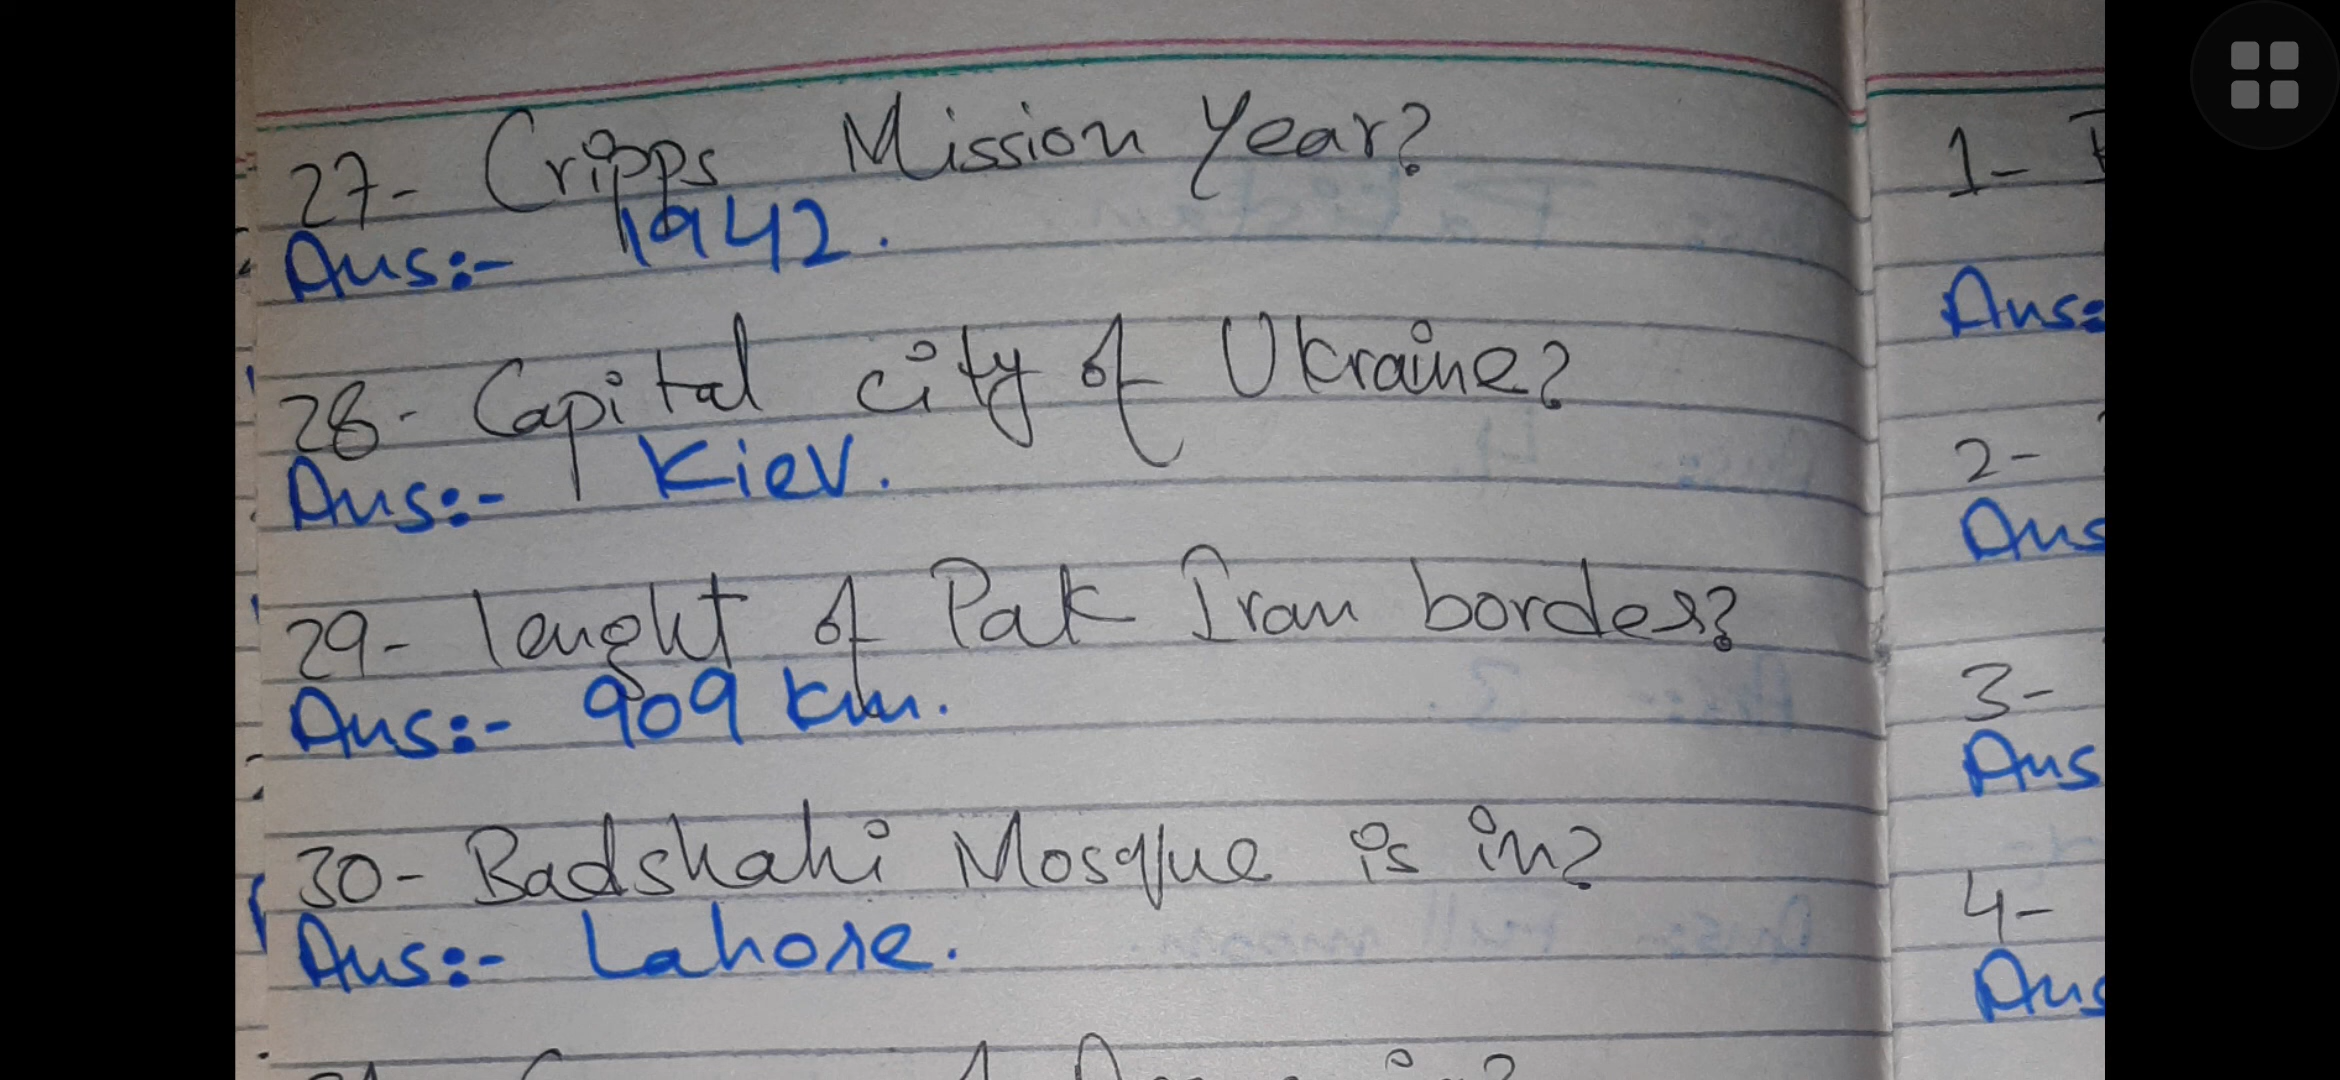 27- Cripps Mission Year?
Ans:- 1942.
28- Capital city of Ukraine?
Ans:- Kiev.
29- lenght of Pak Iran border?
Ans:- 909 km.
30- Badshahi Mosque is in?
Ans:- Lahore.
1-
Ans:
2-
Ans
3-
Ans
4-
Ans